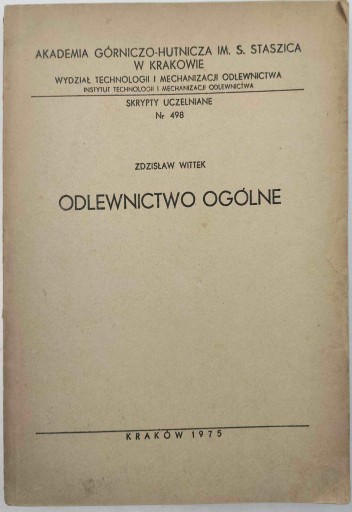 AKADEMIA GÓRNICZO-HUTNICZA IM. S. STASZICA
W KRAKOWIE
WYDZIAŁ TECHNOLOGII I MECHANIZACJI ODLEWNICTWA
INSTYTUT TECHNOLOGII I MECHANIZACJI ODLEWNICTWA
SKRYPTY UCZELNIANE
Nr 498
ZDZISŁAW WITTEK
ODLEWNICTWO OGÓLNE
KRAKÓW 1975